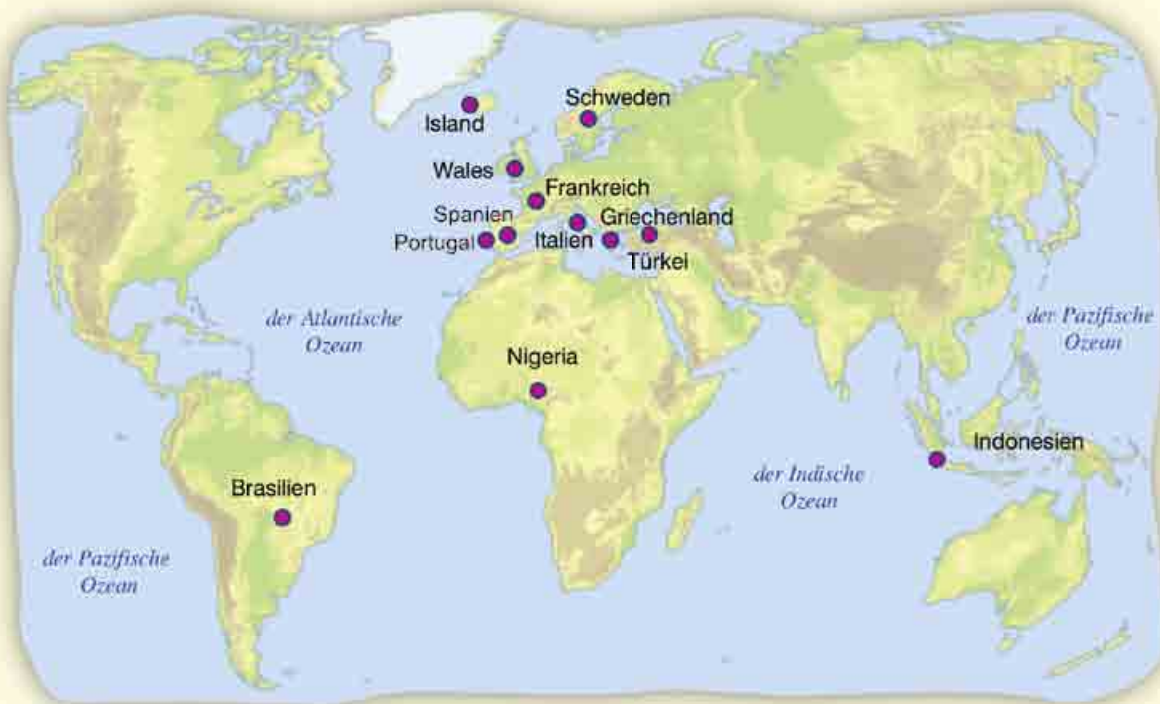 Schweden
Island
Wales
Frankreich
Spanien
Griechenland
Portugal
Italien
Türkei
der Atlantische
Ozean
der Pazifische
Ozean
Nigeria
Indonesien
Brasilien
der Indische
Ozean
der Pazifische
Ozean